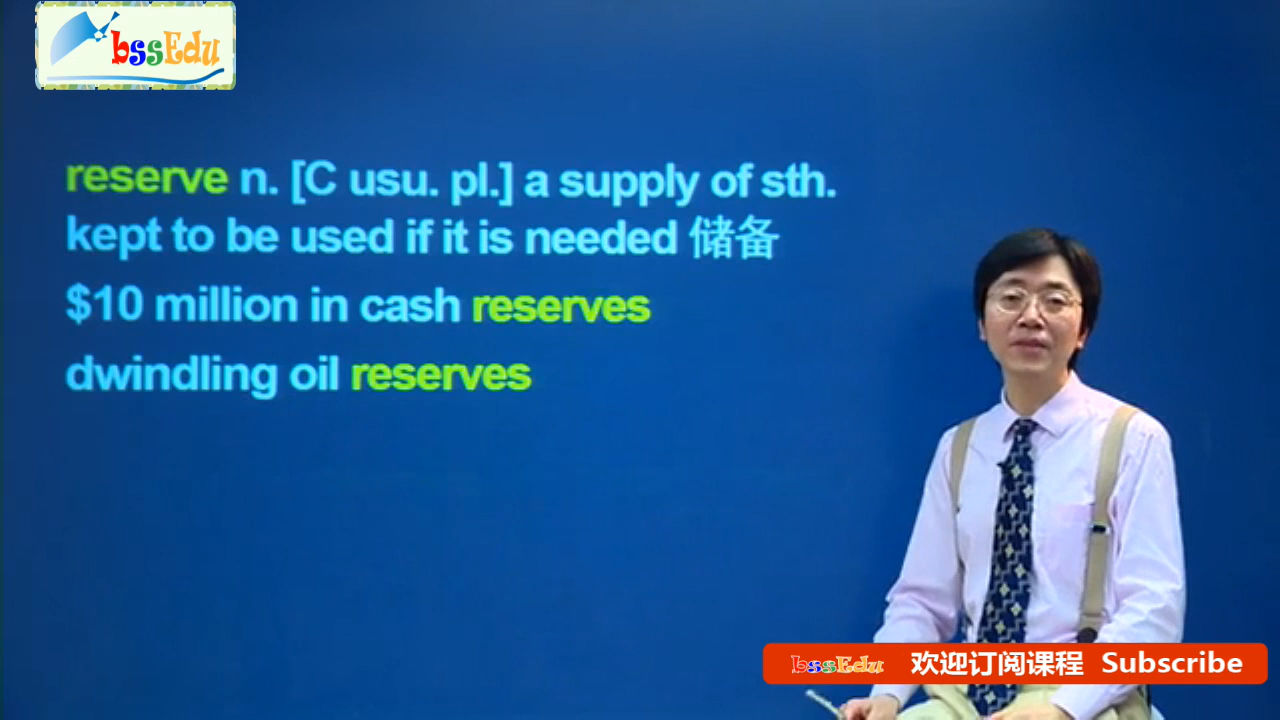 bssEdu
reserve n. [C usu. pl.] a supply of sth.
kept to be used if it is needed 储备
$10 million in cash reserves
dwindling oil reserves
bssEdu 欢迎订阅课程 Subscribe